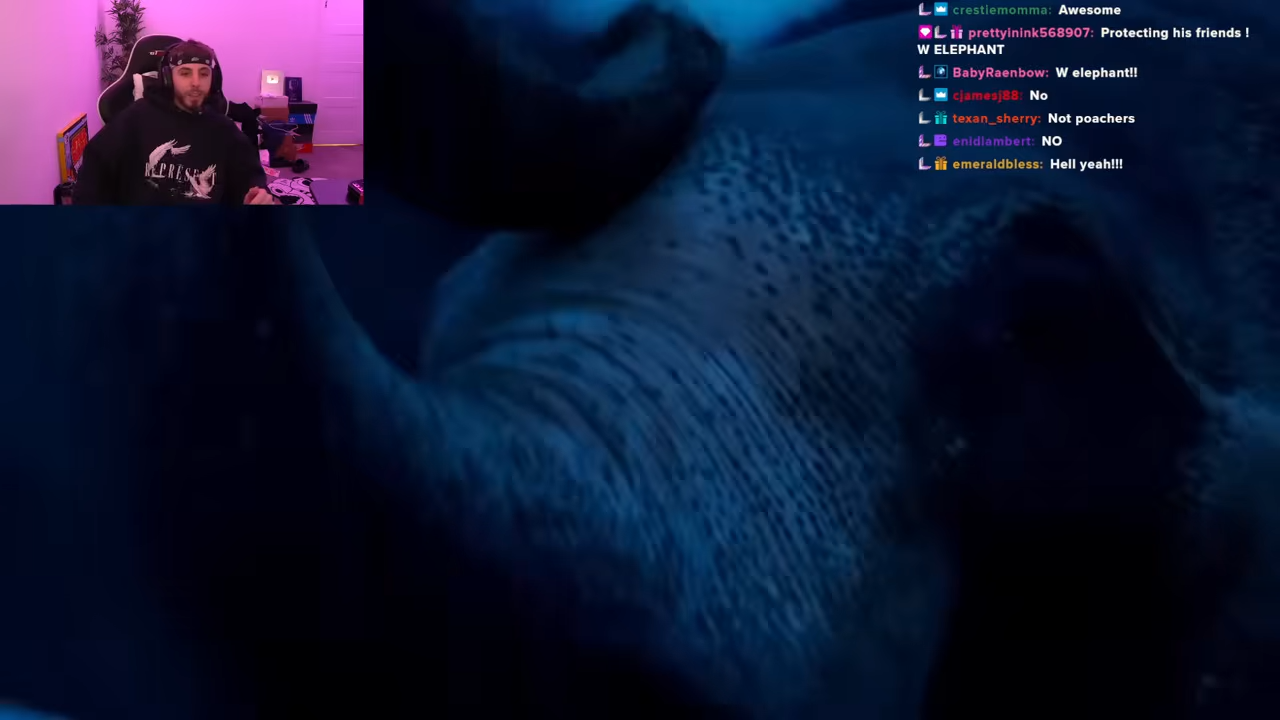 crestiemomma: Awesome
prettyinink568907: Protecting his friends !
W ELEPHANT
BabyRaenbow: W elephant!!
cjamesj88: No
texan_sherry: Not poachers
enidlambert: NO
emeraldbless: Hell yeah!!!
REPRESENT